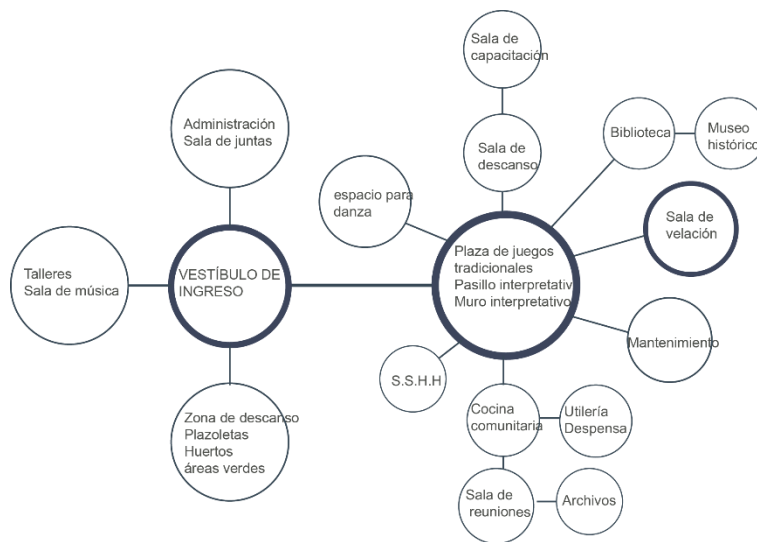 Sala de
capacitación
Administración
Sala de juntas
Sala de
descanso
Biblioteca
Museo
histórico
espacio para
danza
Sala de
velación
Talleres
Sala de música
VESTÍBULO DE
INGRESO
Plaza de juegos
tradicionales
Pasillo interpretativ
Muro interpretativo
Mantenimiento
S.S.H.H
Zona de descanso
Plazoletas
Huertos
áreas verdes
Cocina
comunitaria
Utilería
Despensa
Sala de
reuniones
Archivos